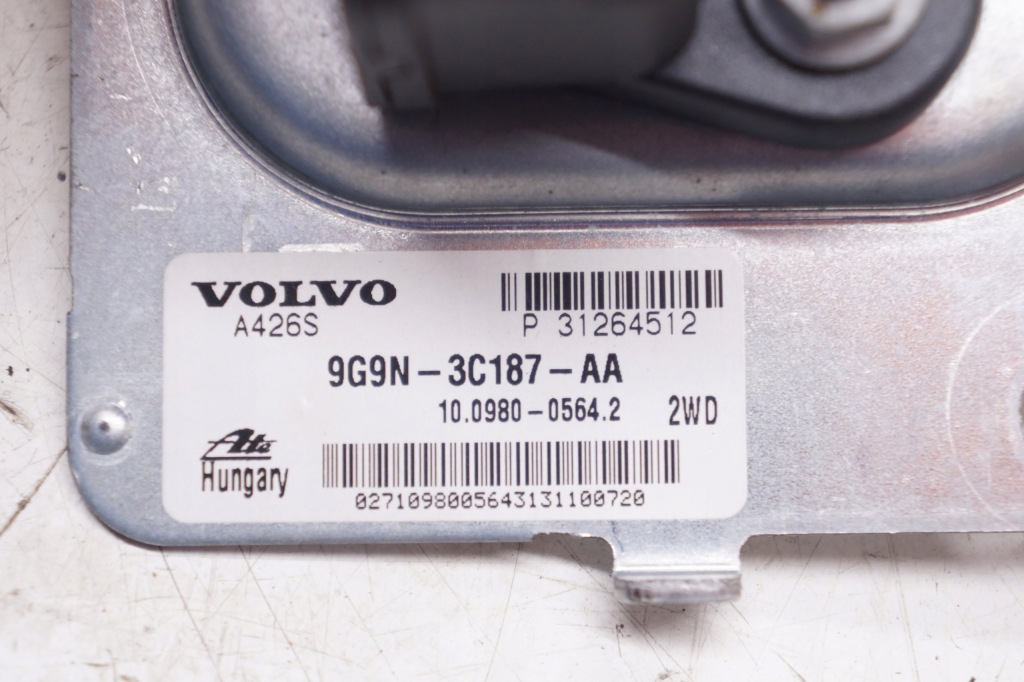 VOLVO
A426S
P 31264512
9G9N-3C187-AA
10.0980-0564.2 2WD
Ate
Hungary
02710980056431311007​20